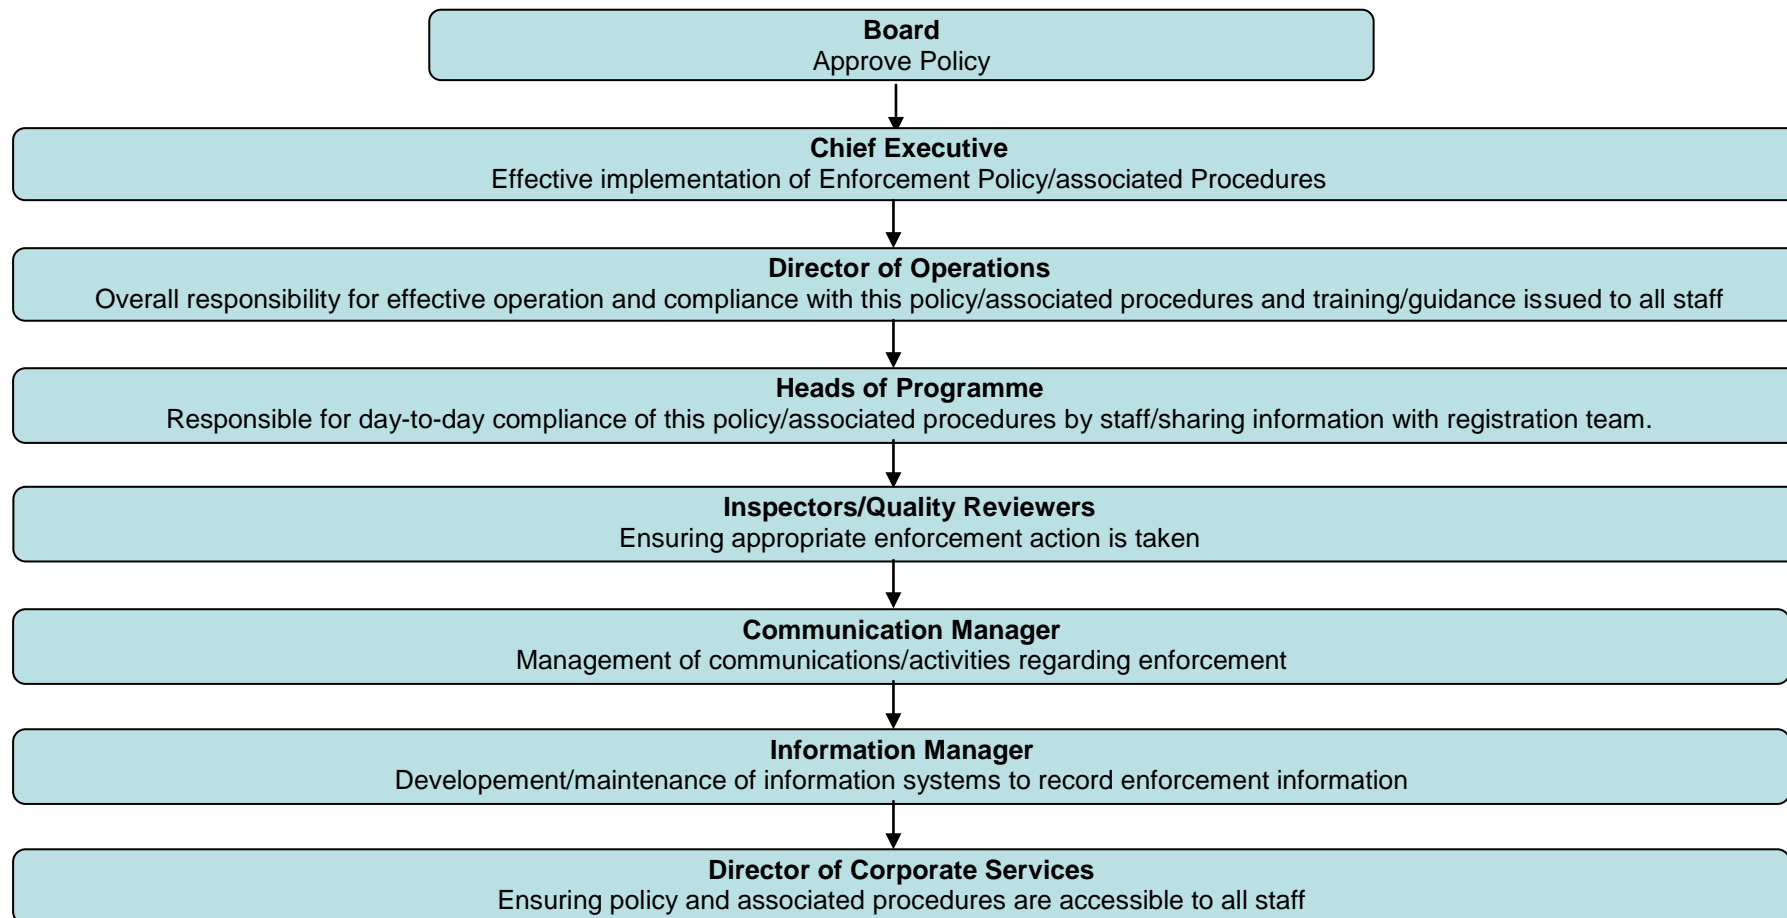 Board
Approve Policy
Chief Executive
Effective implementation of Enforcement Policy/associated Procedures
Director of Operations
Overall responsibility for effective operation and compliance with this policy/associated procedures and training/guidance issued to all staff
Heads of Programme
Responsible for day-to-day compliance of this policy/associated procedures by staff/sharing information with registration team.
Inspectors/Quality Reviewers
Ensuring appropriate enforcement action is taken
Communication Manager
Management of communications/activities regarding enforcement
Information Manager
Developement/maintenance of information systems to record enforcement information
Director of Corporate Services
Ensuring policy and associated procedures are accessible to all staff